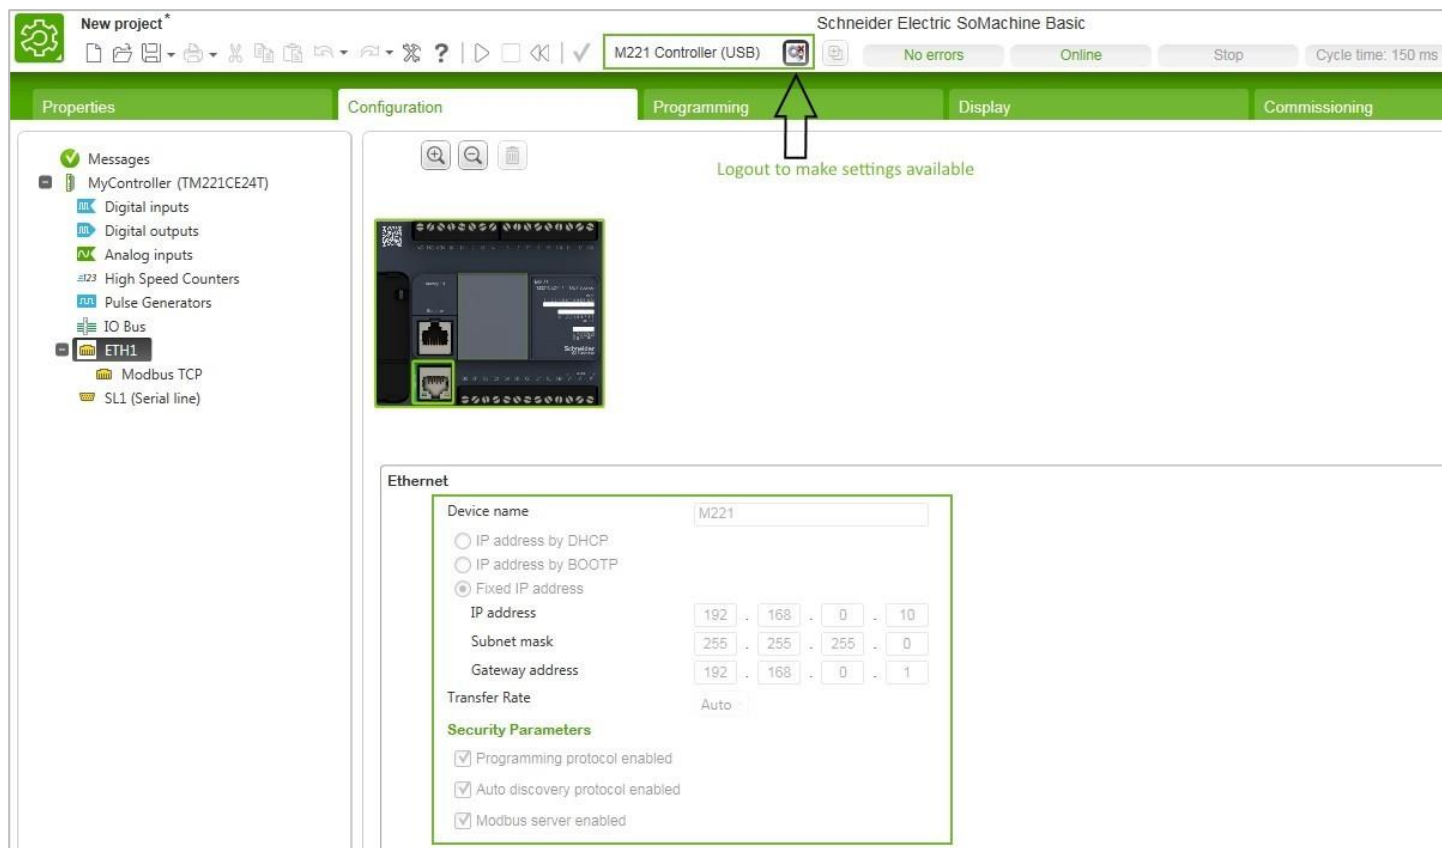 New project*
Schneider Electric SoMachine Basic
? M221 Controller (USB) No errors Online Stop Cycle time: 150 ms
Properties Configuration Programming Display Commissioning
Logout to make settings available
Messages
MyController (TM221CE24T)
Digital inputs
Digital outputs
Analog inputs
High Speed Counters
Pulse Generators
IO Bus
ETH1
Modbus TCP
SL1 (Serial line)
Schneider
Ethernet
Device name M221
IP address by DHCP
IP address by BOOTP
Fixed IP address
IP address 192 . 168 . 0 . 10
Subnet mask 255 . 255 . 255 . 0
Gateway address 192 . 168 . 0 . 1
Transfer Rate Auto
Security Parameters
Programming protocol enabled
Auto discovery protocol enabled
Modbus server enabled